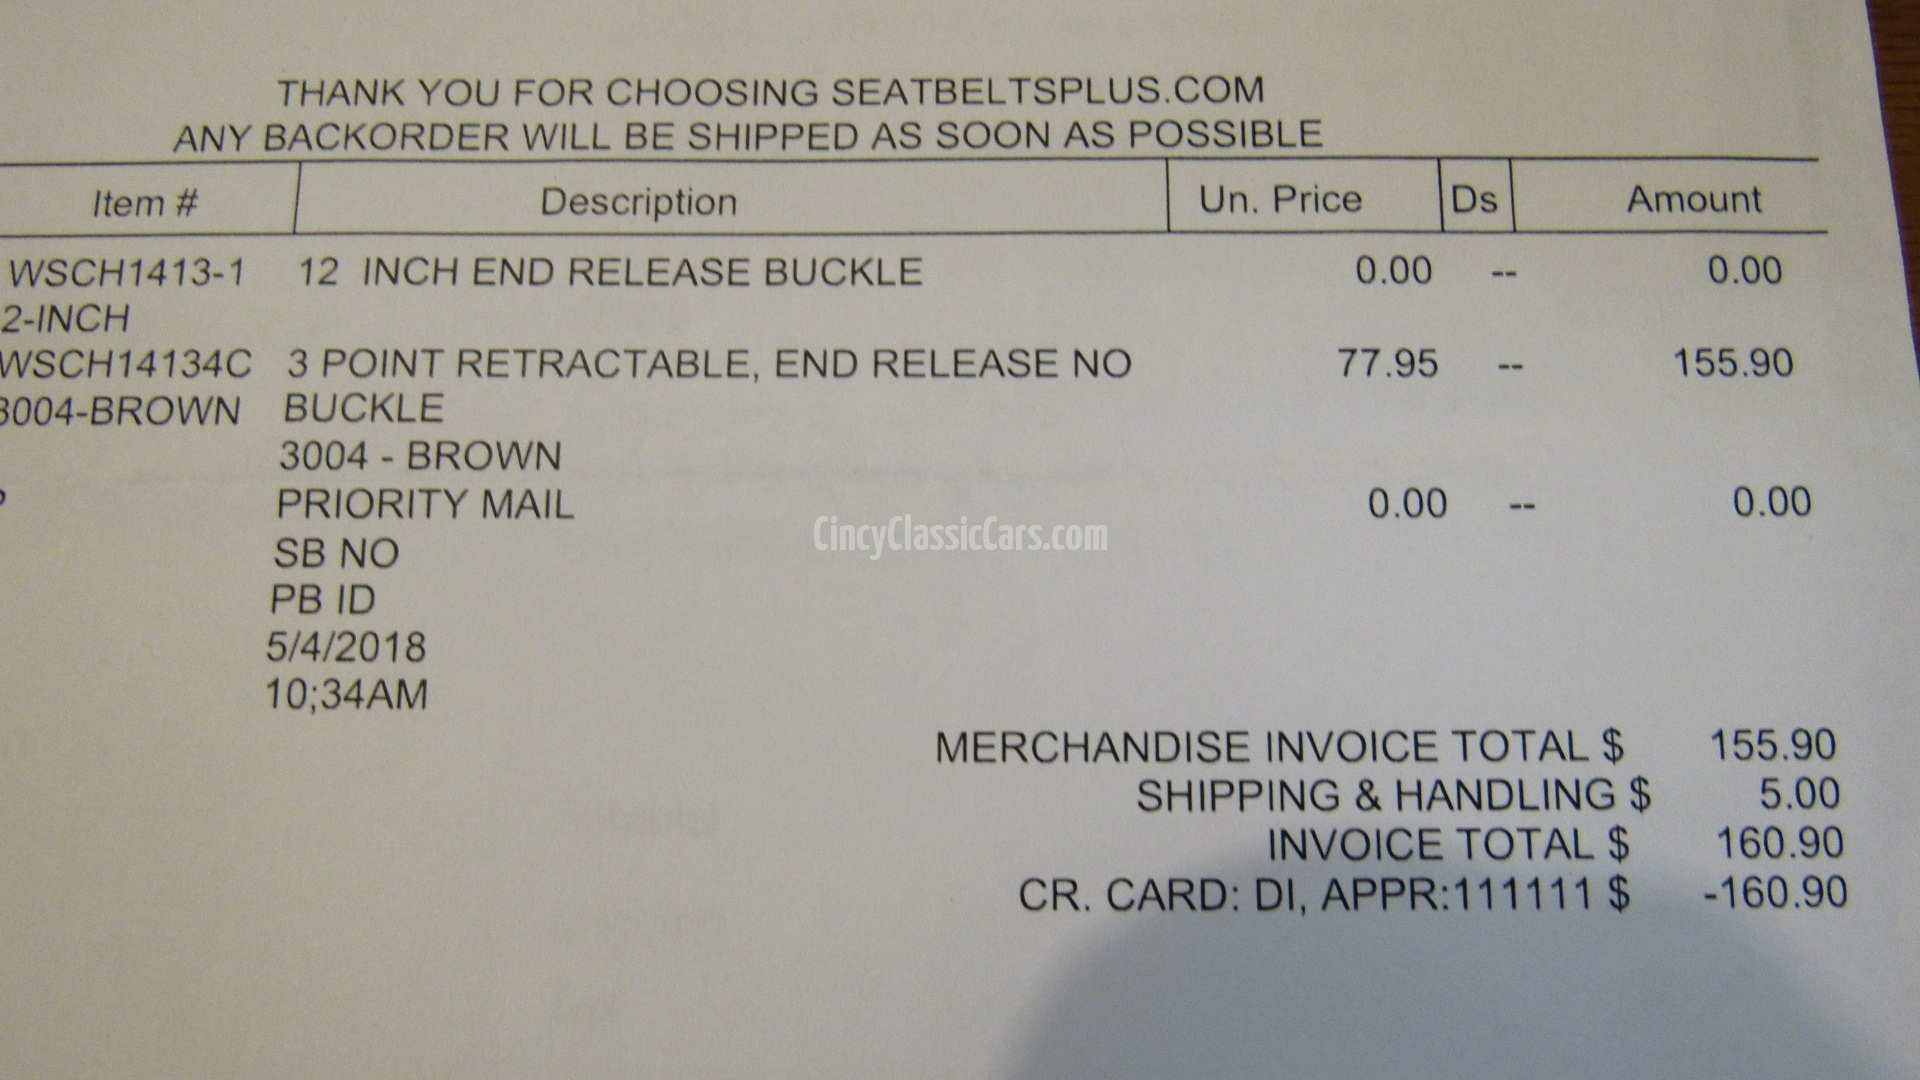 THANK YOU FOR CHOOSING SEATBELTSPLUS.COM
ANY BACKORDER WILL BE SHIPPED AS SOON AS POSSIBLE
Item # Description Un. Price Ds Amount
WSCH1413-1 12 INCH END RELEASE BUCKLE 0.00 -- 0.00
2-INCH
WSCH14134C 3 POINT RETRACTABLE, END RELEASE NO 77.95 -- 155.90
3004-BROWN BUCKLE
3004 - BROWN
PRIORITY MAIL 0.00 -- 0.00
CincyClassicCars.com
SB NO
PB ID
5/4/2018
10;34AM
MERCHANDISE INVOICE TOTAL $ 155.90
SHIPPING & HANDLING $ 5.00
INVOICE TOTAL $ 160.90
CR. CARD: DI, APPR:111111 $ -160.90